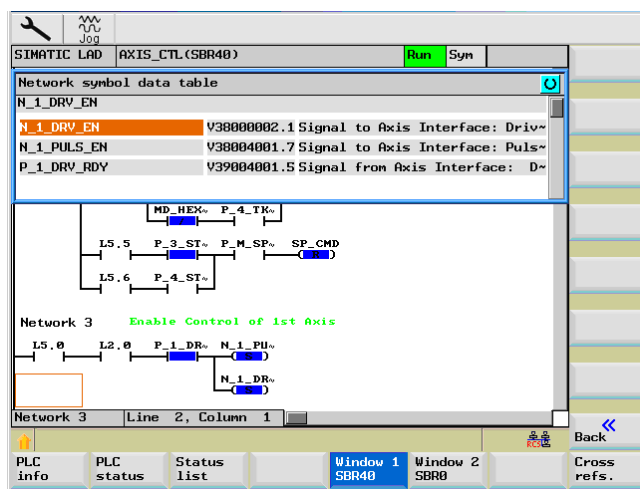 Jog
SIMATIC LAD AXIS_CTL(SBR40) Run Sym
Network symbol data table
N_1_DRV_EN
N_1_DRV_EN V38000002.1 Signal to Axis Interface: Driv~
N_1_PULS_EN V38004001.7 Signal to Axis Interface: Puls~
P_1_DRV_RDY V39004001.5 Signal from Axis Interface: D~
MD_HEX~ P_4_TK~
L5.5 P_3_ST~ P_M_SP~ SP_CMD
R
L5.6 P_4_ST~
Network 3 Enable Control of 1st Axis
L5.0 L2.0 P_1_DR~ N_1_PU~
S
N_1_DR~
S
Network 3 Line 2, Column 1
RCS
Back
PLC info
PLC status
Status list
Window 1 SBR40
Window 2 SBR0
Cross refs.